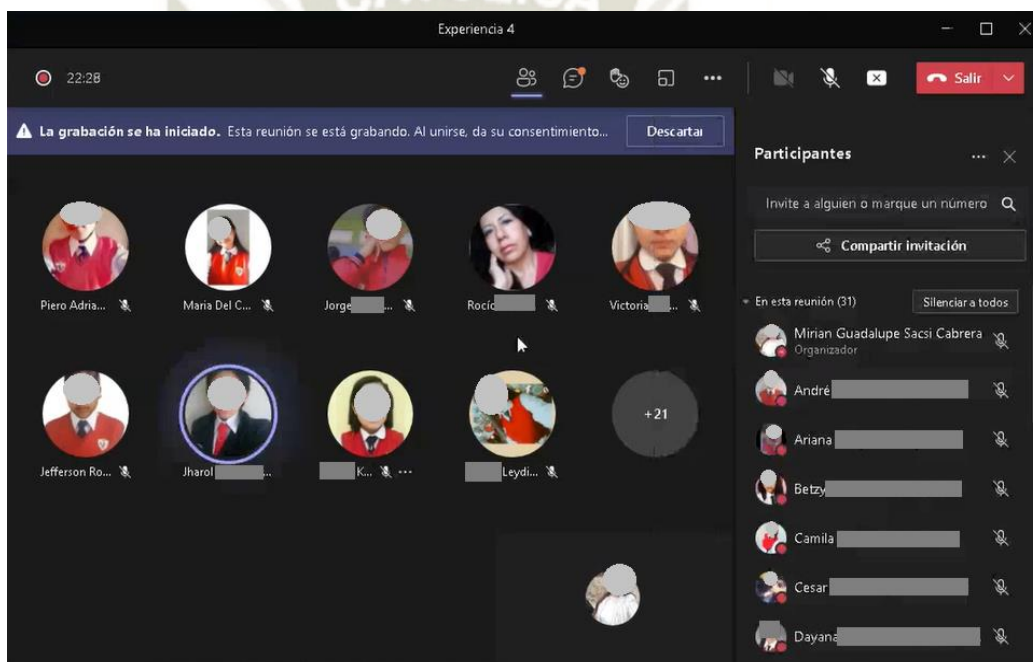 CATÓLICA
Experiencia 4
22:28
Salir
La grabación se ha iniciado. Esta reunión se está grabando. Al unirse, da su consentimiento...
Descartar
Participantes
Invite a alguien o marque un número
Compartir invitación
En esta reunión (31)
Silenciar a todos
Piero Adria...
Maria Del C...
Jorge ...
Rocío
Victoria ...
Jefferson Ro...
Jharol ...
K...
Leydi...
+21
Mirian Guadalupe Sacsi Cabrera
Organizador
André
Ariana
Betzy
Camila
Cesar
Dayana